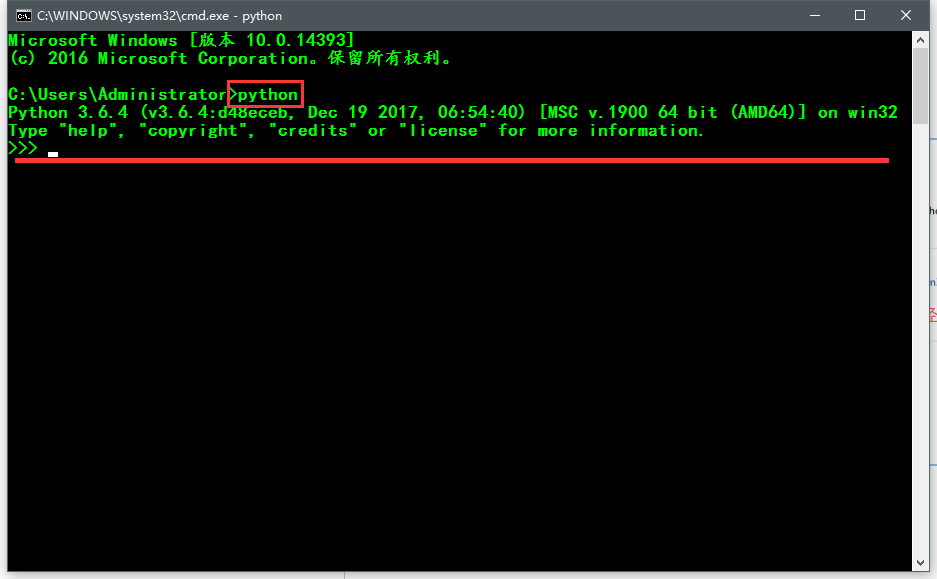 C:\WINDOWS\system32\cmd.exe - python
Microsoft Windows [版本 10.0.14393]
(c) 2016 Microsoft Corporation。保留所有权利。
C:\Users\Administrator>python
Python 3.6.4 (v3.6.4:d48eceb, Dec 19 2017, 06:54:40) [MSC v.1900 64 bit (AMD64)] on win32
Type "help", "copyright", "credits" or "license" for more information.
>>>